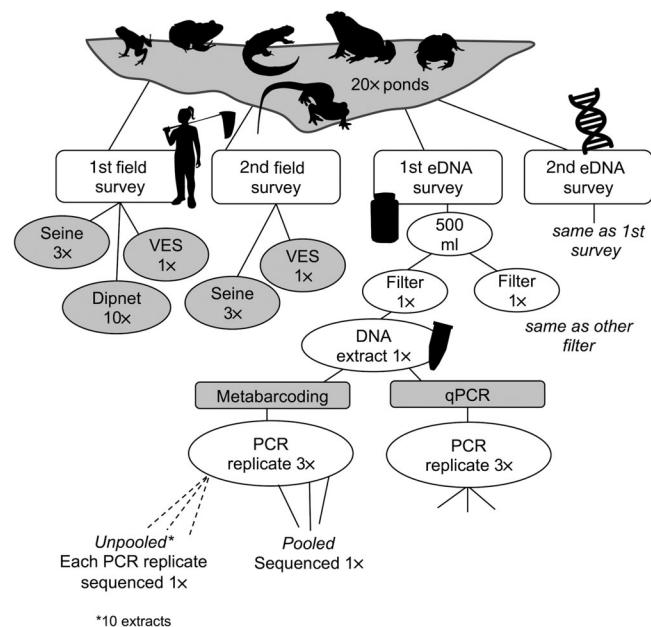 20× ponds
1st field
survey
2nd field
survey
1st eDNA
survey
2nd eDNA
survey
Seine
3×
VES
1×
Dipnet
10×
Seine
3×
VES
1×
500
ml
same as 1st
survey
Filter
1×
Filter
1×
same as other
filter
DNA
extract 1×
Metabarcoding
qPCR
PCR
replicate 3×
PCR
replicate 3×
Unpooled*
Each PCR replicate
sequenced 1×
Pooled
Sequenced 1×
*10 extracts